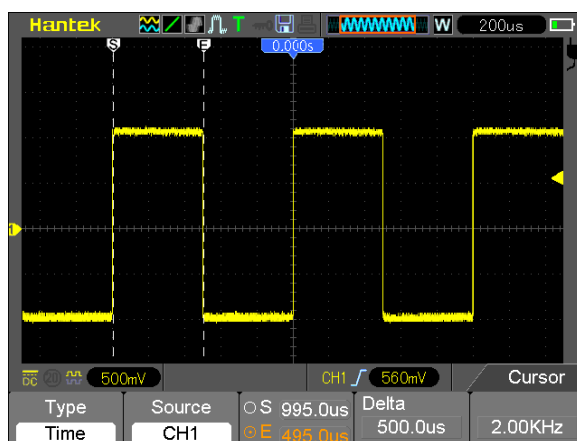 Hantek T W 200us
S E 0.000s
1
DC 20 500mV CH1 560mV Cursor
Type Source S 995.0us Delta
Time CH1 E 495.0us 500.0us 2.00KHz